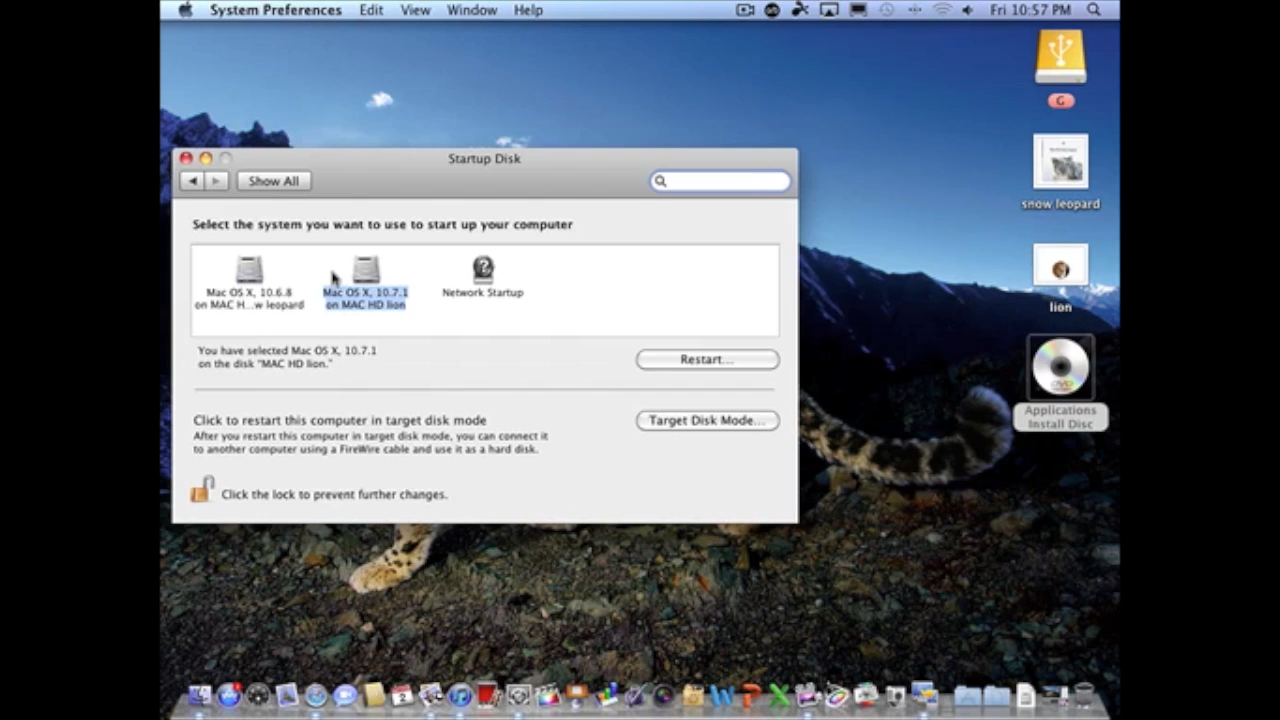 System Preferences Edit View Window Help Fri 10:57 PM
G
Startup Disk
Show All
snow leopard
Select the system you want to use to start up your computer
Mac OS X, 10.6.8
on MAC H...w leopard
Mac OS X, 10.7.1
on MAC HD lion
Network Startup
lion
You have selected Mac OS X, 10.7.1
on the disk "MAC HD lion."
Restart...
Click to restart this computer in target disk mode
After you restart this computer in target disk mode, you can connect it
to another computer using a FireWire cable and use it as a hard disk.
Target Disk Mode...
DVD
Applications
Install Disc
Click the lock to prevent further changes.